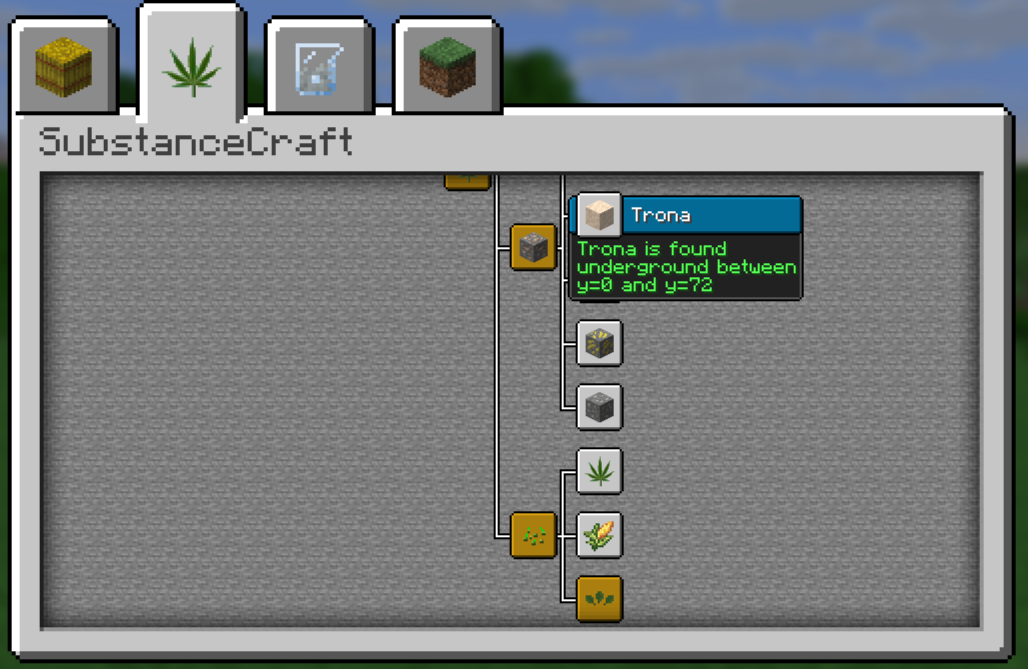 SubstanceCraft
Trona
Trona is found
underground between
y=0 and y=72